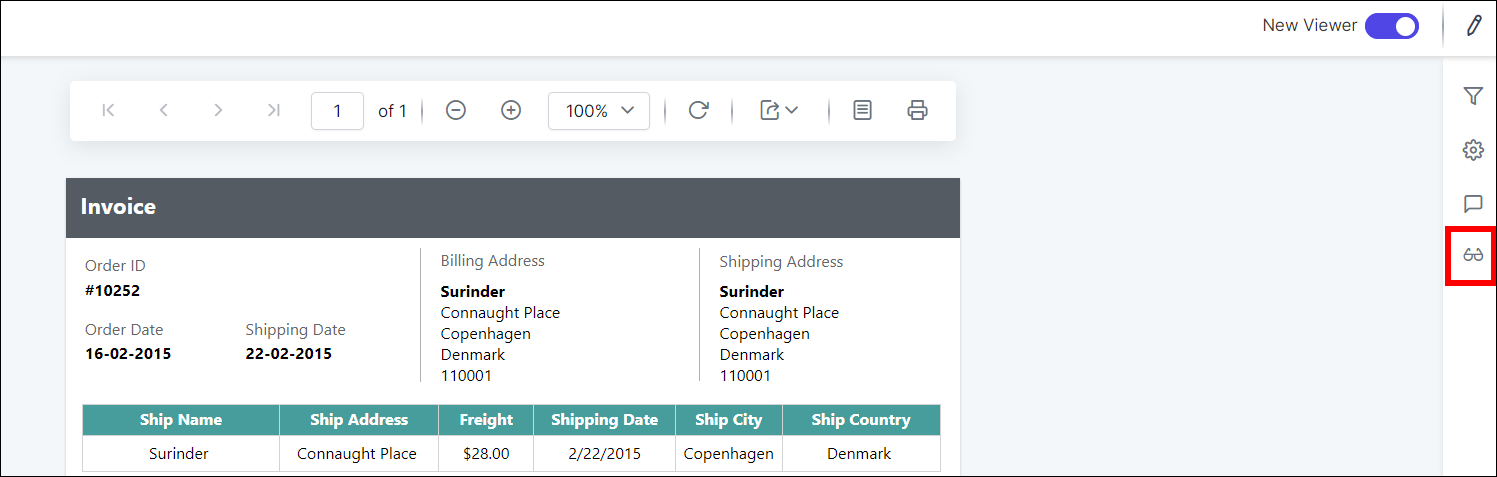 New Viewer
1 of 1 100%
Invoice
Order ID
#10252
Order Date Shipping Date
16-02-2015 22-02-2015
Billing Address
Surinder
Connaught Place
Copenhagen
Denmark
110001
Shipping Address
Surinder
Connaught Place
Copenhagen
Denmark
110001
Ship Name Ship Address Freight Shipping Date Ship City Ship Country
Surinder Connaught Place $28.00 2/22/2015 Copenhagen Denmark